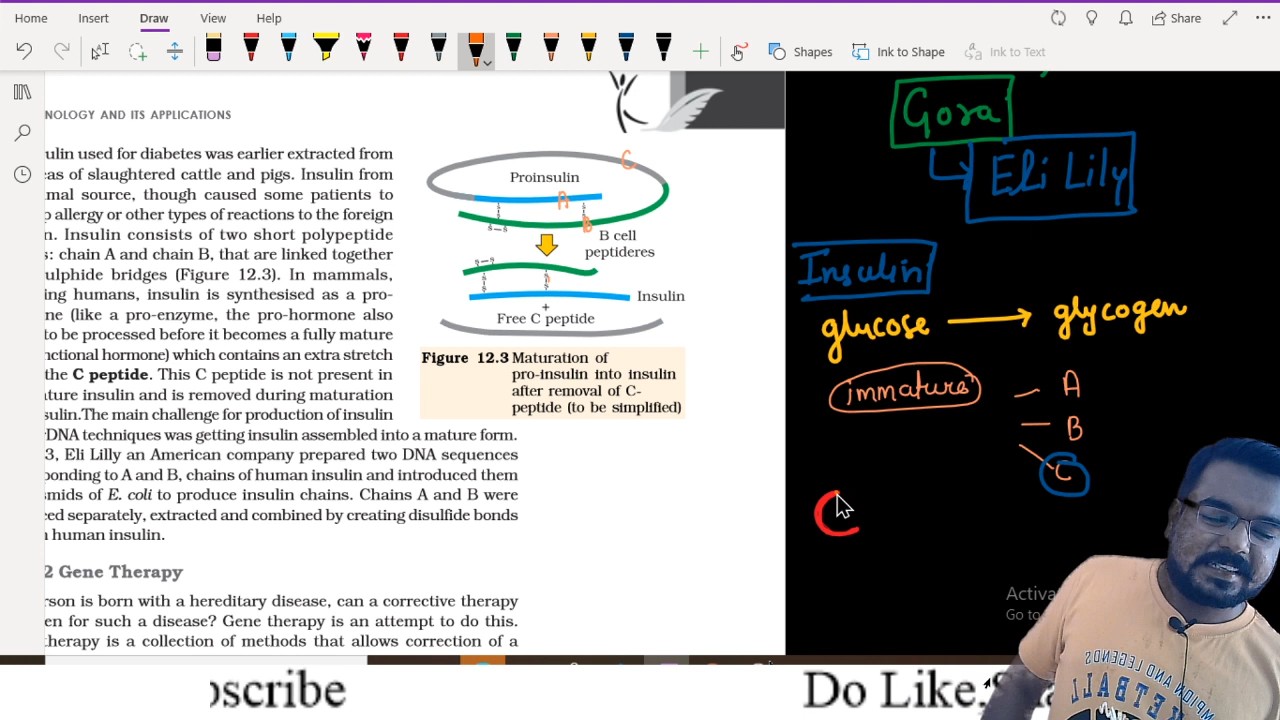 Home Insert Draw View Help Share
Shapes Ink to Shape Ink to Text
NOLOGY AND ITS APPLICATIONS
ulin used for diabetes was earlier extracted from
eas of slaughtered cattle and pigs. Insulin from
mal source, though caused some patients to
p allergy or other types of reactions to the foreign
n. Insulin consists of two short polypeptide
s: chain A and chain B, that are linked together
ulphide bridges (Figure 12.3). In mammals,
ing humans, insulin is synthesised as a pro-
ne (like a pro-enzyme, the pro-hormone also
to be processed before it becomes a fully mature
nctional hormone) which contains an extra stretch
the C peptide. This C peptide is not present in
ture insulin and is removed during maturation
sulin.The main challenge for production of insulin
rDNA techniques was getting insulin assembled into a mature form.
3, Eli Lilly an American company prepared two DNA sequences
ponding to A and B, chains of human insulin and introduced them
smids of E. coli to produce insulin chains. Chains A and B were
ced separately, extracted and combined by creating disulfide bonds
n human insulin.
2 Gene Therapy
rson is born with a hereditary disease, can a corrective therapy
en for such a disease? Gene therapy is an attempt to do this.
therapy is a collection of methods that allows correction of a
C
Proinsulin
A
B
s-s
B cell
peptideres
s-s
Insulin
+
Free C peptide
Figure 12.3 Maturation of
pro-insulin into insulin
after removal of C-
peptide (to be simplified)
Gora
Eli Lily
Insulin
glucose → glycogen
immature – A
– B
C
C
Activa
Go to
CHAMPION AND LEGENDS
BASKETBALL
bscribe
Do Like,